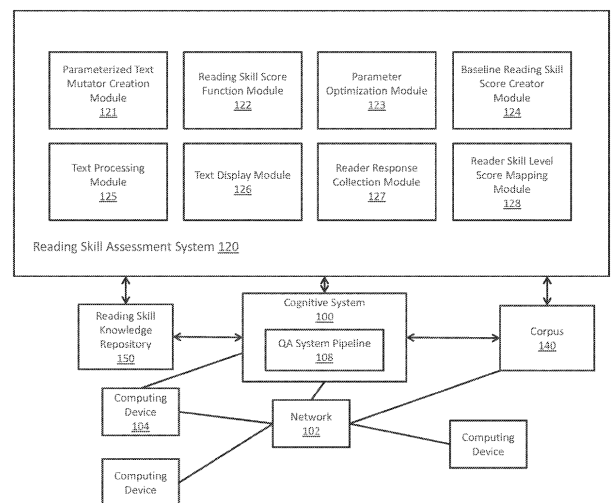 Parameterized Text
Mutator Creation
Module
121
Reading Skill Score
Function Module
122
Parameter
Optimization Module
123
Baseline Reading Skill
Score Creator Module
124
Text Processing
Module
125
Text Display Module
126
Reader Response
Collection Module
127
Reader Skill Level
Score Mapping
Module
128
Reading Skill Assessment System 120
Reading Skill
Knowledge
Repository
150
Cognitive System
100
QA System Pipeline
108
Corpus
140
Computing
Device
104
Network
102
Computing
Device
Computing
Device